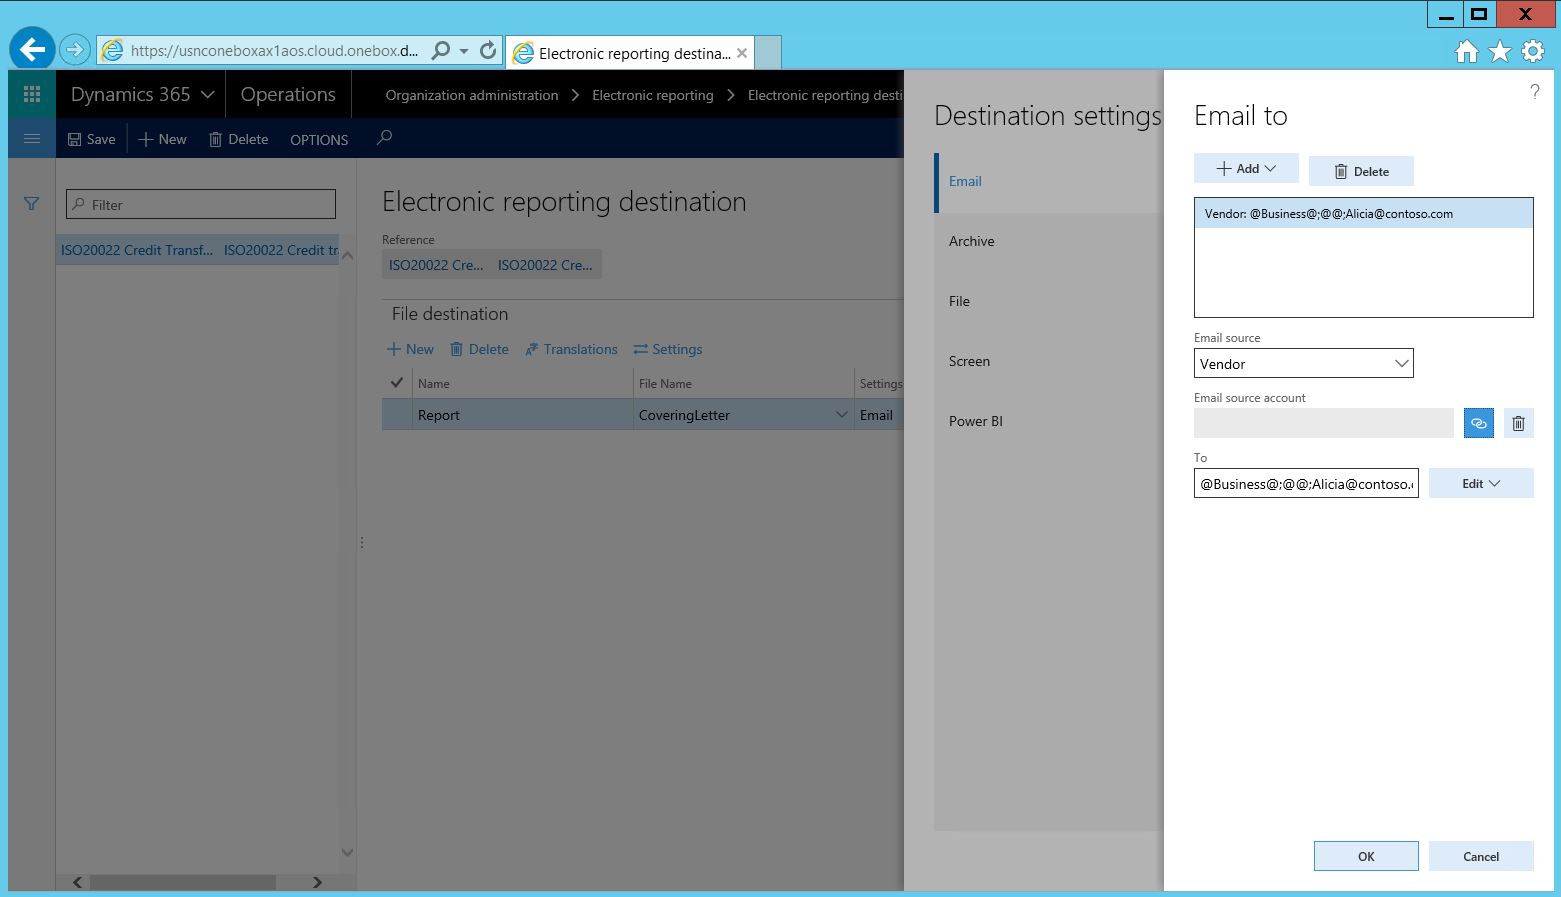 https://usnconeboxax1aos.cloud.onebox.d...
Electronic reporting destina...
Dynamics 365
Operations
Organization administration > Electronic reporting > Electronic reporting desti
Save
New
Delete
OPTIONS
Filter
ISO20022 Credit Transf... ISO20022 Credit tr
Electronic reporting destination
Reference
ISO20022 Cre... ISO20022 Cre...
File destination
New
Delete
Translations
Settings
Name
File Name
Settings
Report
CoveringLetter
Email
Destination settings
Email
Archive
File
Screen
Power BI
?
Email to
Add
Delete
Vendor: @Business@;@@;Alicia@contoso.com
Email source
Vendor
Email source account
To
@Business@;@@;Alicia@contoso.
Edit
OK
Cancel